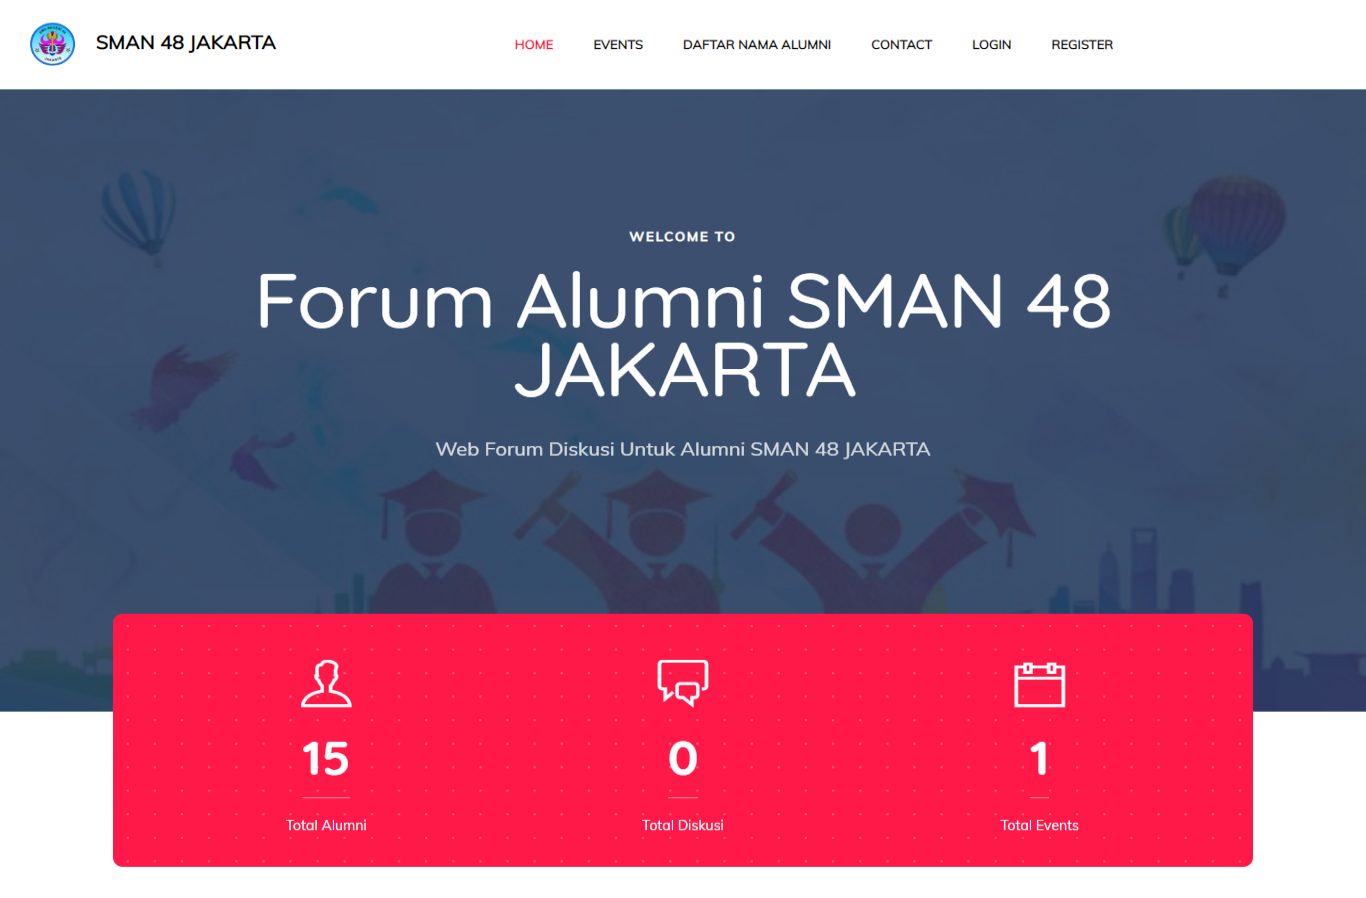 SMAN 48 JAKARTA
HOME EVENTS DAFTAR NAMA ALUMNI CONTACT LOGIN REGISTER
WELCOME TO
Forum Alumni SMAN 48
JAKARTA
Web Forum Diskusi Untuk Alumni SMAN 48 JAKARTA
15 0 1
Total Alumni Total Diskusi Total Events